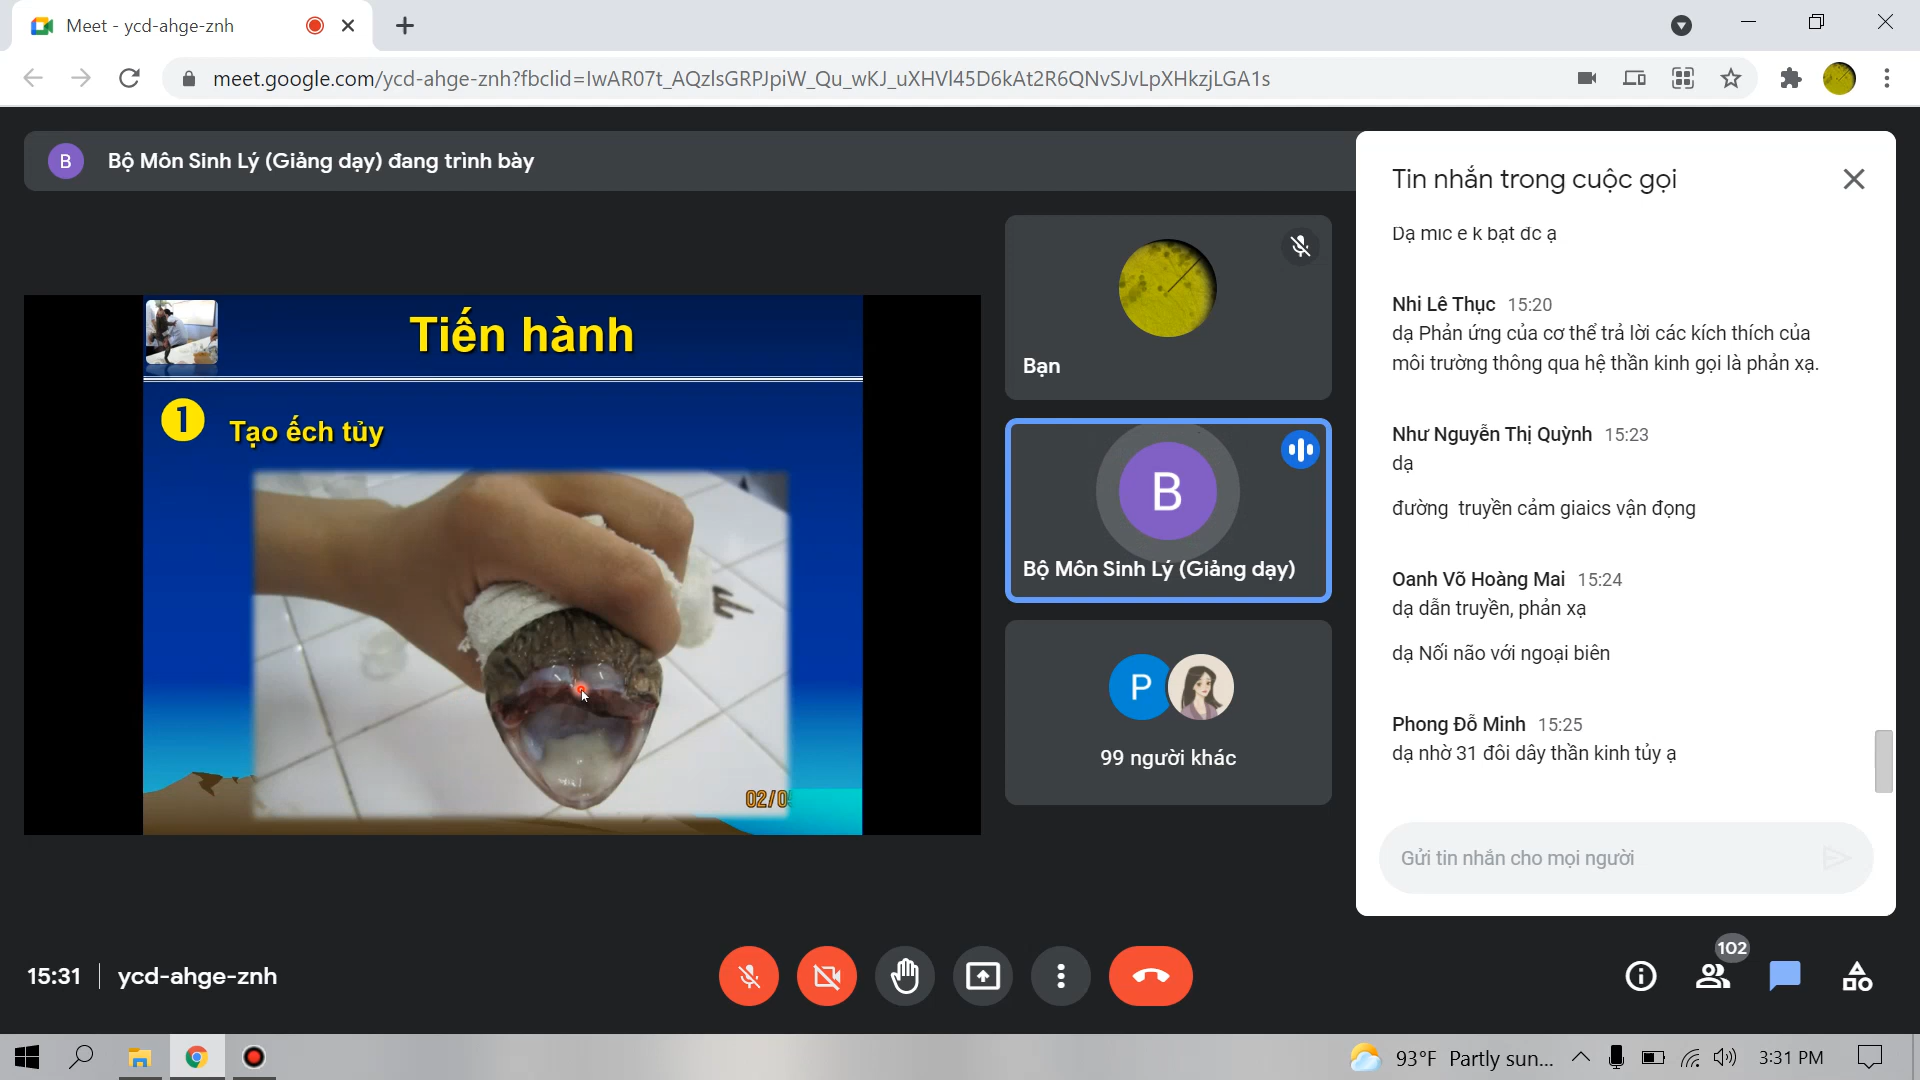 Meet - ycd-ahge-znh
meet.google.com/ycd-ahge-znh?fbclid=IwAR07t_AQzlsGRPJpiW_Qu_wKJ_uXHVl45D6kAt2R6QNvSJvLpXHkzjLGA1s
B
Bộ Môn Sinh Lý (Giảng dạy) đang trình bày
Tiến hành
1
Tạo ếch tủy
02/0
Bạn
B
Bộ Môn Sinh Lý (Giảng dạy)
P
99 người khác
Tin nhắn trong cuộc gọi
Dạ mic e k bật đc ạ
Nhi Lê Thục 15:20
dạ Phản ứng của cơ thể trả lời các kích thích của
môi trường thông qua hệ thần kinh gọi là phản xạ.
Như Nguyễn Thị Quỳnh 15:23
dạ
đường  truyền cảm giaics vận đọng
Oanh Võ Hoàng Mai 15:24
dạ dẫn truyền, phản xạ
dạ Nối não với ngoại biên
Phong Đỗ Minh 15:25
dạ nhờ 31 đôi dây thần kinh tủy ạ
Gửi tin nhắn cho mọi người
15:31
ycd-ahge-znh
102
93°F Partly sun...
3:31 PM